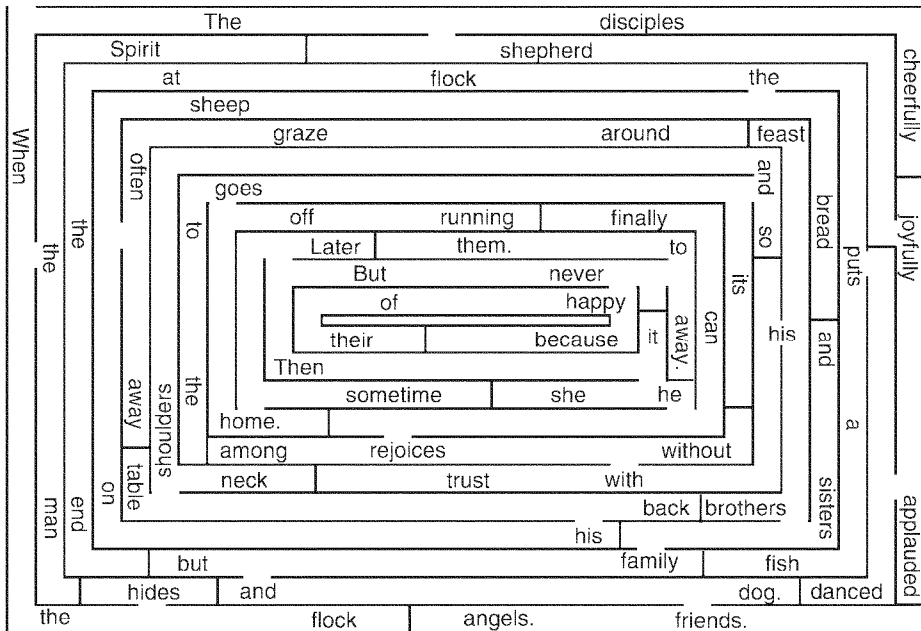 The disciples
Spirit shepherd
cheerfully
at flock the
sheep
graze around feast
When
often
and
goes
bread
joyfully
to
off running finally
so
the
the
Later them. to
its
puts
But never
of happy
can
away.
his
their because
it
and
Then
the
away
shoulders
sometime she he
a
home.
among rejoices without
neck trust with
table
on
sisters
end
man
back brothers
applauded
his
but family fish
hides and dog. danced
the flock angels. friends.